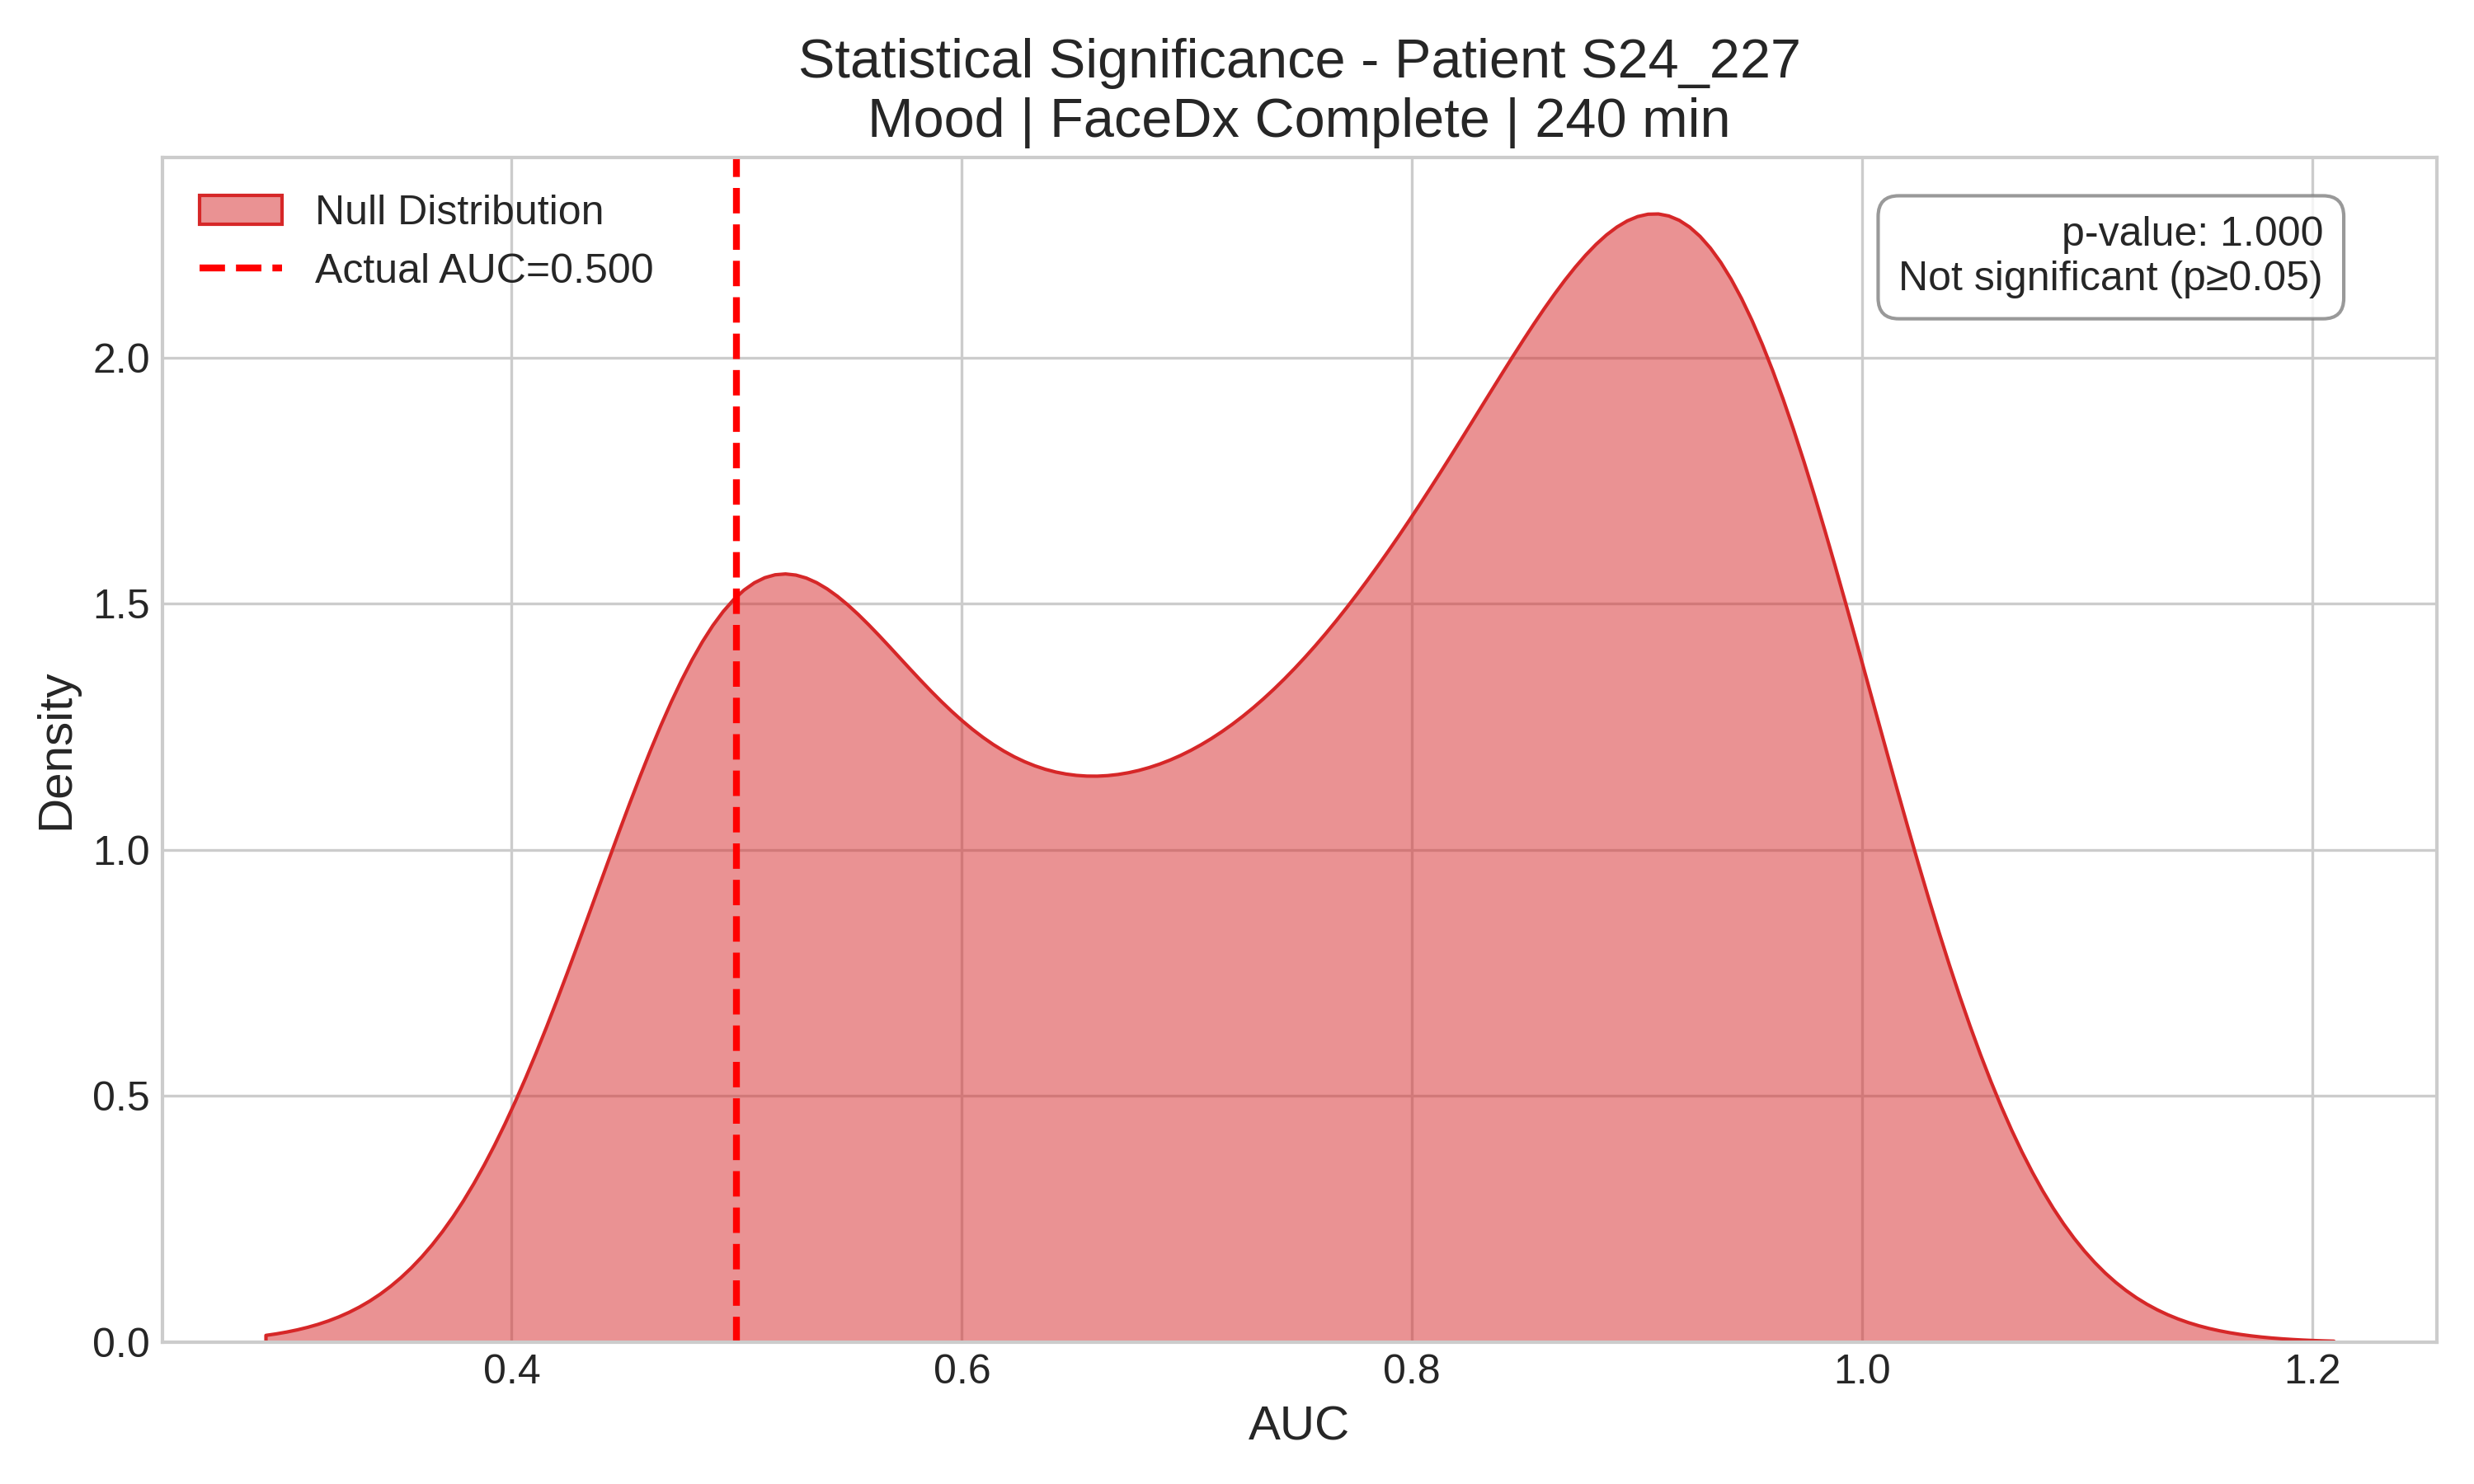 Statistical Significance - Patient S24_227
Mood | FaceDx Complete | 240 min
Null Distribution
Actual AUC=0.500
p-value: 1.000
Not significant (p≥0.05)
Density
2.0
1.5
1.0
0.5
0.0
0.4
0.6
0.8
1.0
1.2
AUC